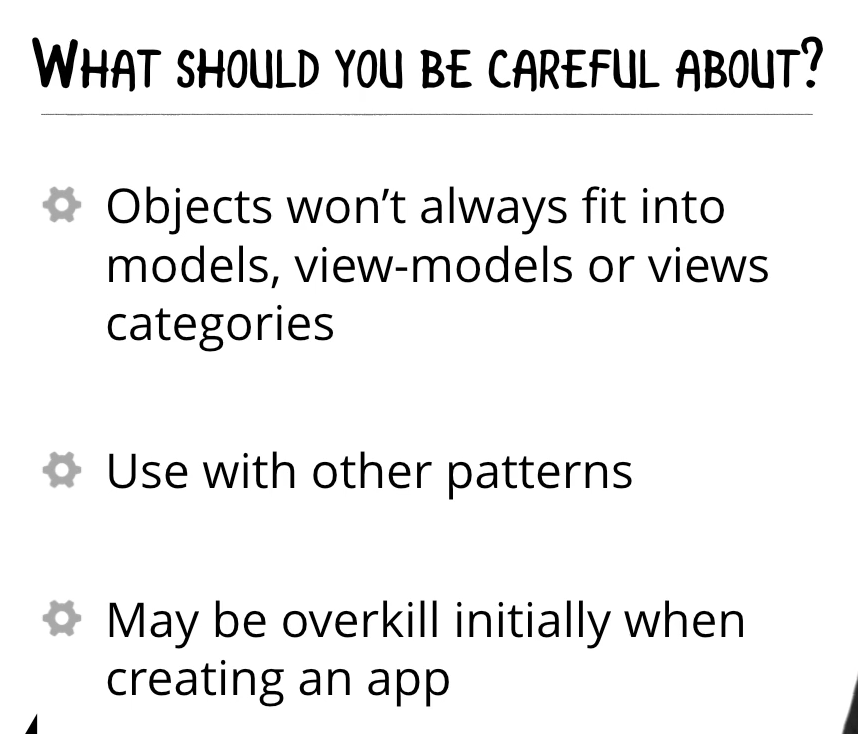 WHAT SHOULD YOU BE CAREFUL ABOUT?
Objects won’t always fit into
models, view-models or views
categories
Use with other patterns
May be overkill initially when
creating an app